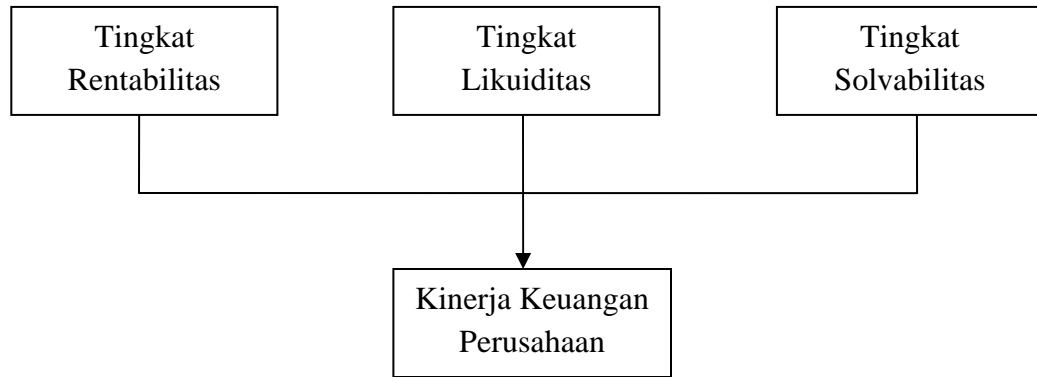 Tingkat
Rentabilitas
Tingkat
Likuiditas
Tingkat
Solvabilitas
Kinerja Keuangan
Perusahaan